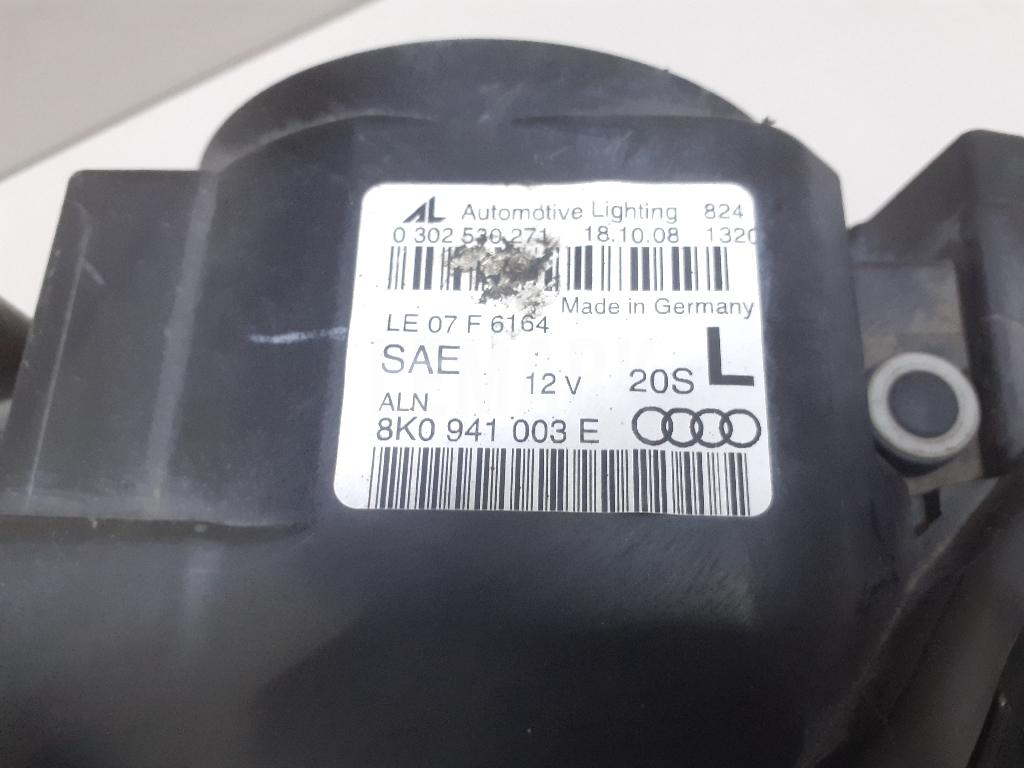 AL Automotive Lighting 824
0 302 530 271 18.10.08 1320
Made in Germany
LE 07 F 6164
SAE 12 V 20S L
ALN
8K0 941 003 E